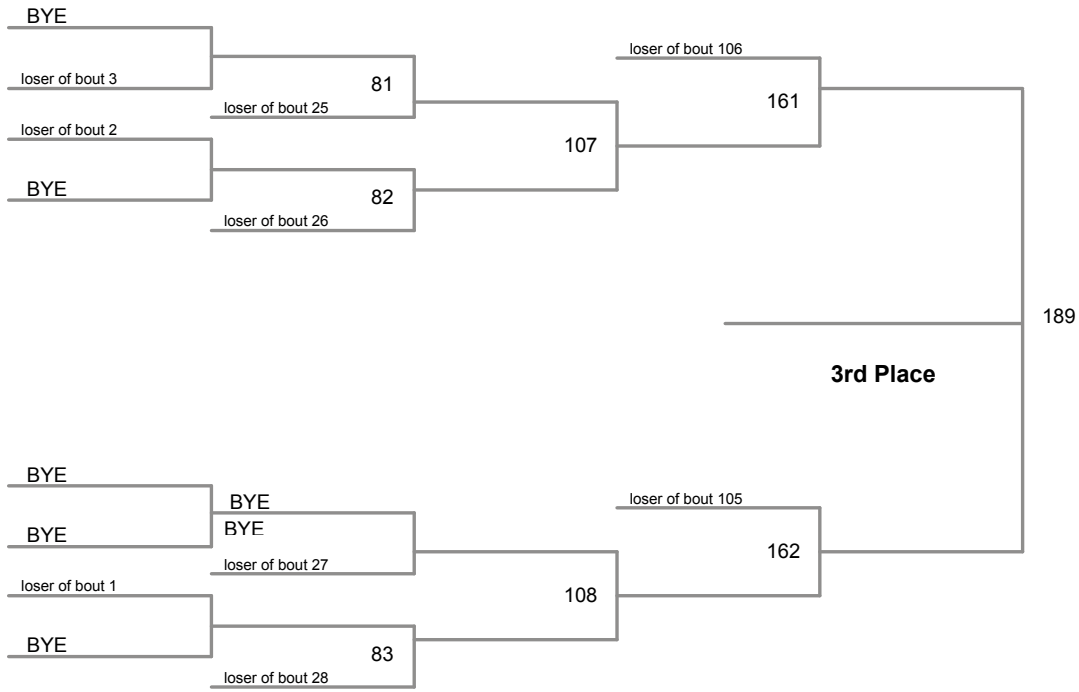 BYE
loser of bout 106
loser of bout 3
81
161
loser of bout 25
loser of bout 2
107
BYE
82
loser of bout 26
189
3rd Place
BYE
BYE
loser of bout 105
BYE
BYE
162
loser of bout 27
loser of bout 1
108
BYE
83
loser of bout 28